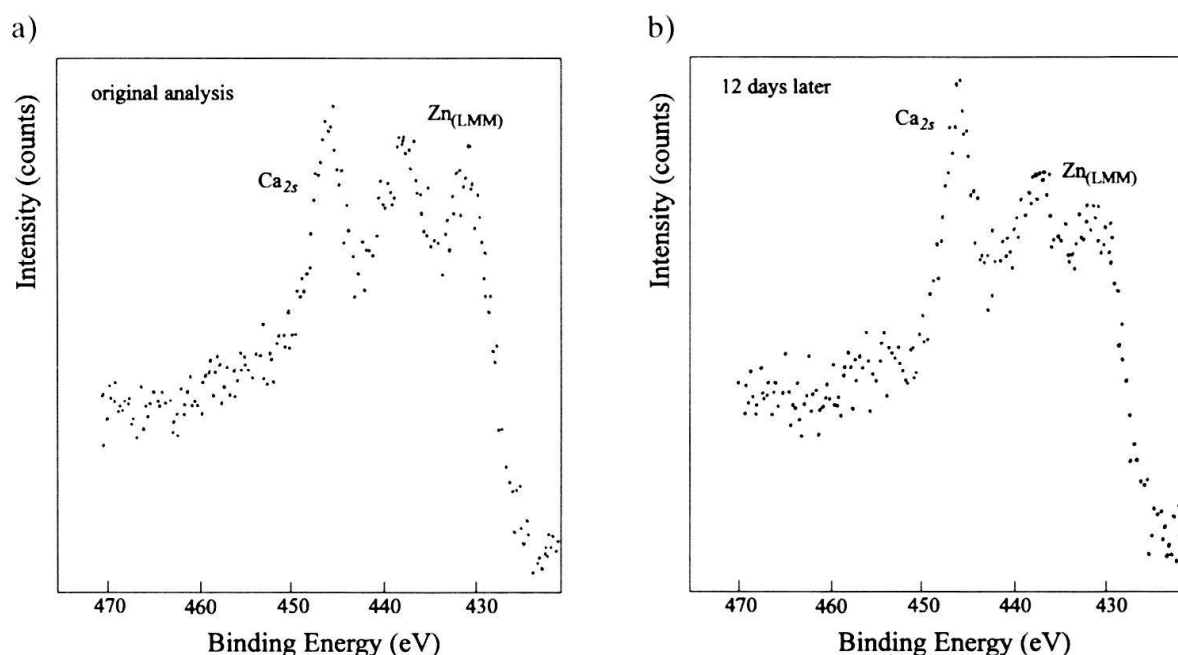 a)
original analysis
Zn(LMM)
Ca2s
Intensity (counts)
470 460 450 440 430
Binding Energy (eV)
b)
12 days later
Ca2s
Zn(LMM)
Intensity (counts)
470 460 450 440 430
Binding Energy (eV)